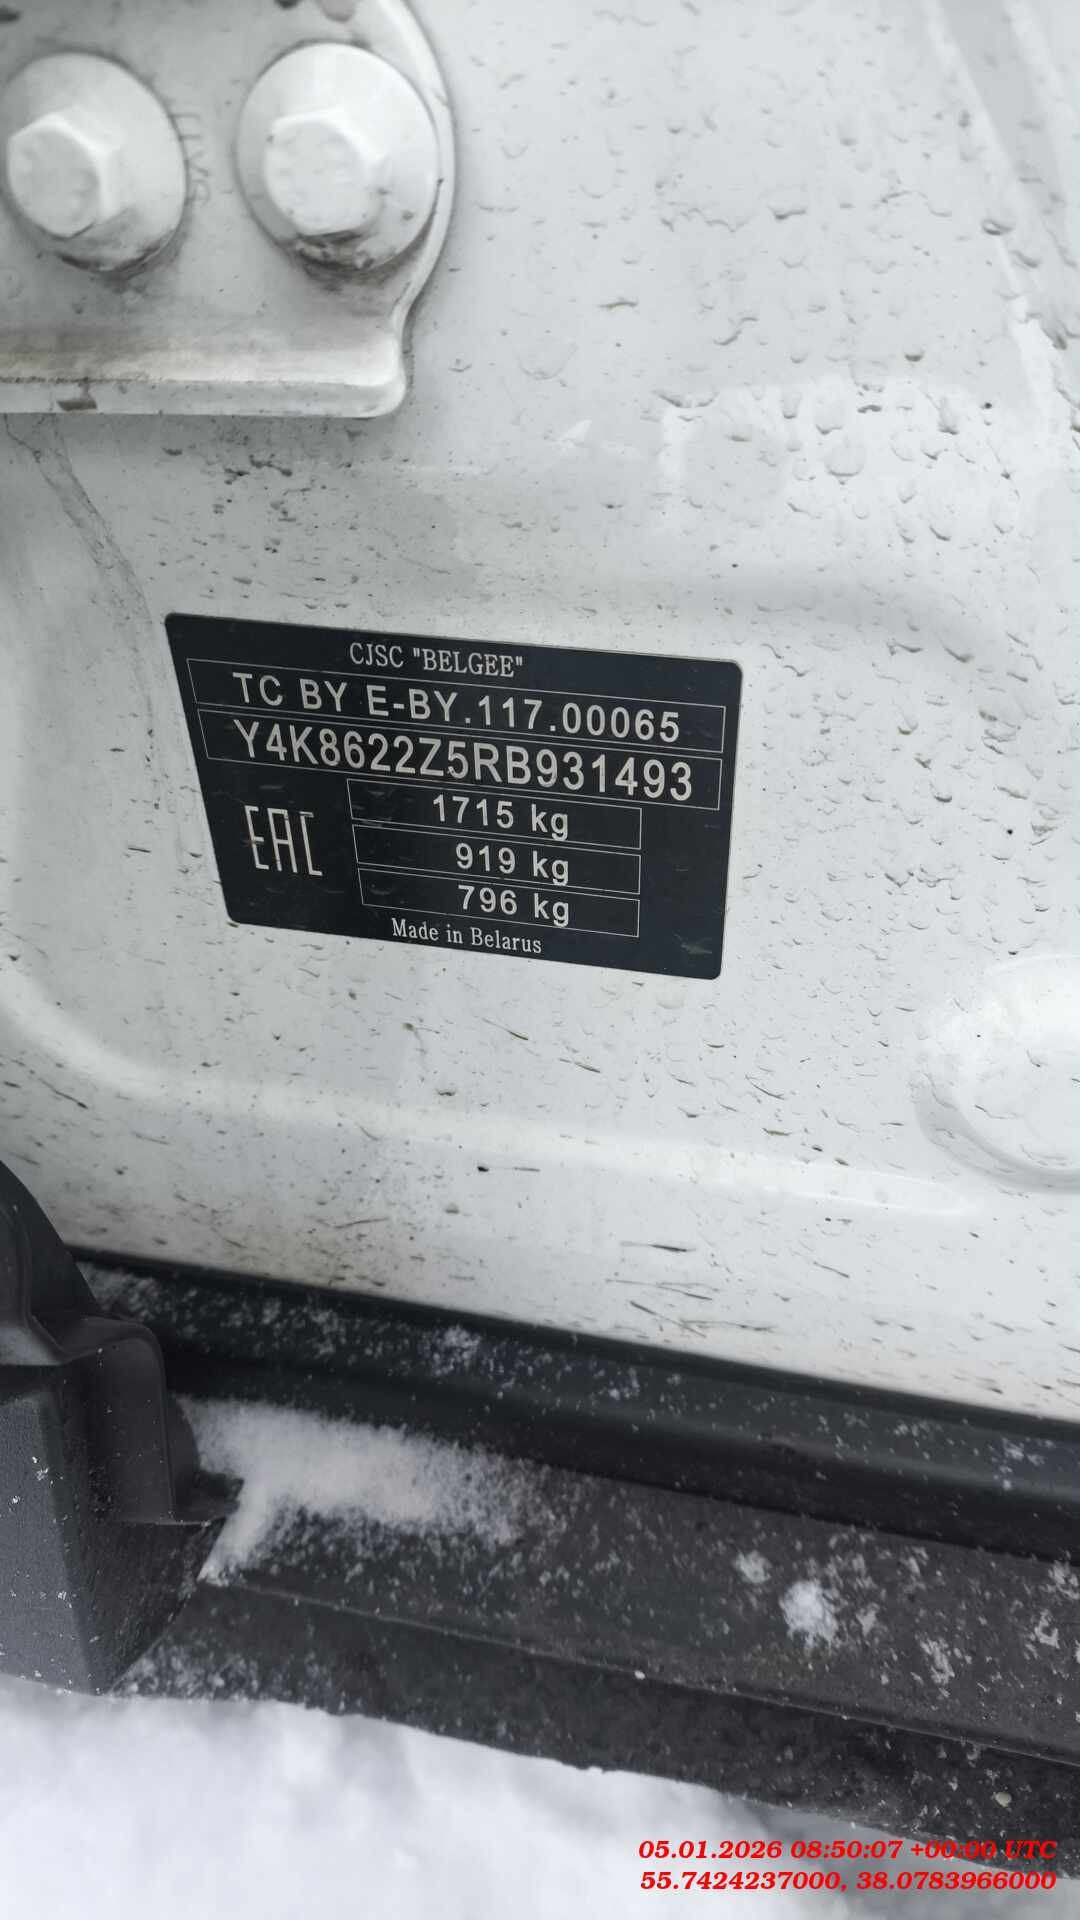 CJSC "BELGEE"
TC BY E-BY.117.00065
Y4K8622Z5RB931493
EAC
1715 kg
919 kg
796 kg
Made in Belarus
05.01.2026 08:50:07 +00:00 UTC
55.7424237000, 38.0783966000